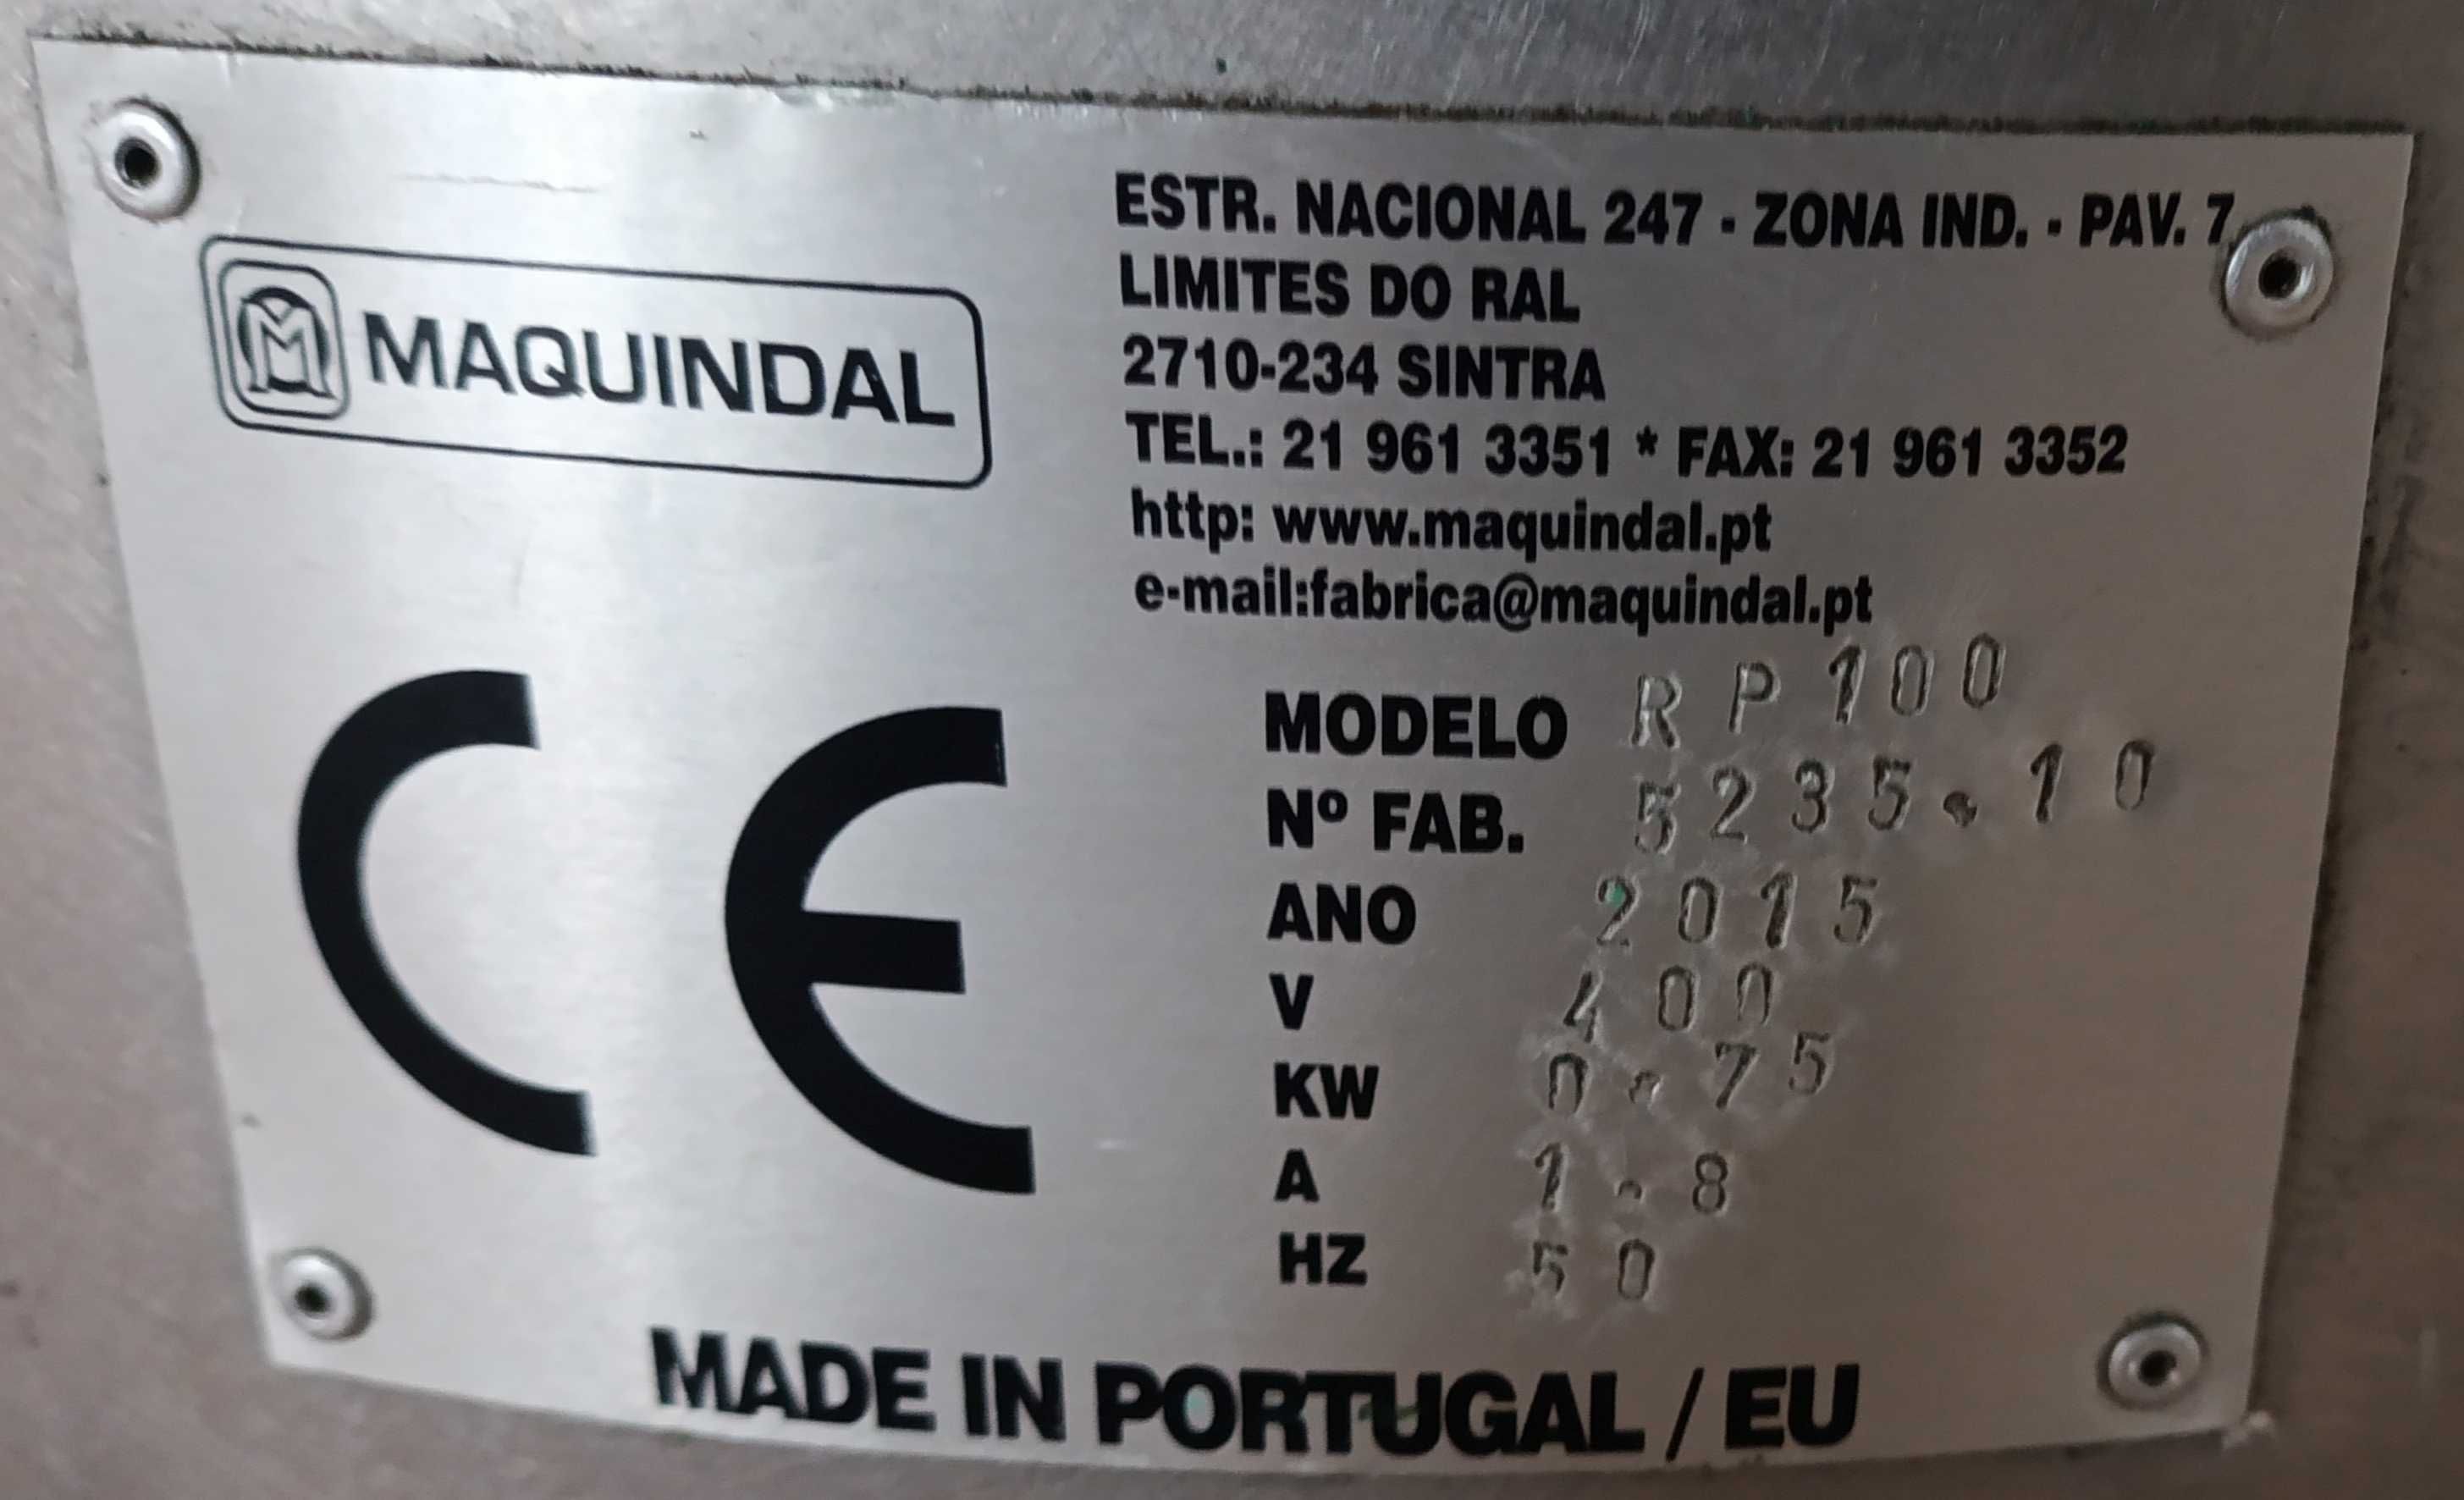 MAQUINDAL
ESTR. NACIONAL 247 - ZONA IND. - PAV. 7
LIMITES DO RAL
2710-234 SINTRA
TEL.: 21 961 3351 * FAX: 21 961 3352
http: www.maquindal.pt
e-mail:fabrica@maquindal.pt
CE
MODELO RP100
Nº FAB. 5235.10
ANO 2015
V 400
KW 0.75
A 1.8
HZ 50
MADE IN PORTUGAL / EU